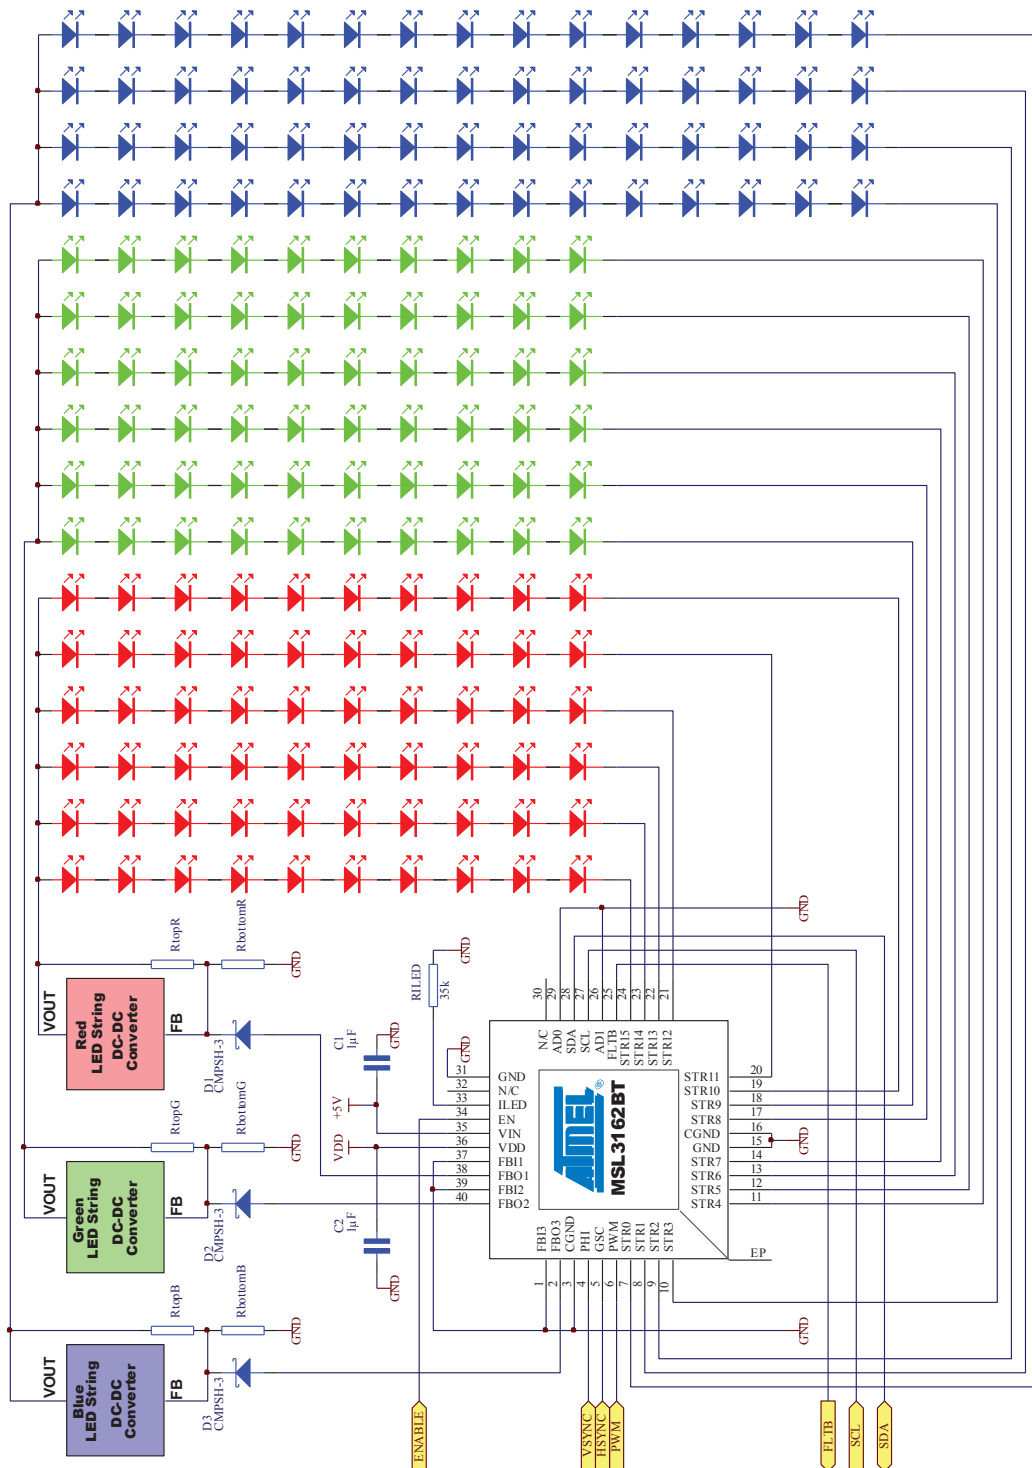 RtopR
RbottomR
GND
VOUT
FB
Red
LED String
DC-DC
Converter
D1
CMPSH-3
RtopG
RbottomG
GND
VOUT
FB
Green
LED String
DC-DC
Converter
D2
CMPSH-3
RtopB
RbottomB
GND
VOUT
FB
Blue
LED String
DC-DC
Converter
D3
CMPSH-3
RILED
35k
GND
C1
1µF
GND
GND
+5V
VDD
C2
1µF
GND
GND
30
29
28
27
26
25
24
23
22
21
N/C
AD0
SDA
SCL
AD1
FLTB
STR15
STR14
STR13
STR12
31 GND
32 N/C
33 ILED
34 EN
35 VIN
36 VDD
37 FBI1
38 FBO1
39 FBI2
40 FBO2
ATMEL
®
MSL3162BT
STR11 20
STR10 19
STR9 18
STR8 17
CGND 16
GND 15
STR7 14
STR6 13
STR5 12
STR4 11
GND
FBI3
FBO3
CGND
PHI
GSC
PWM
STR0
STR1
STR2
STR3
EP
1
2
3
4
5
6
7
8
9
10
GND
ENABLE
VSYNC
HSYNC
PWM
FLTB
SCL
SDA